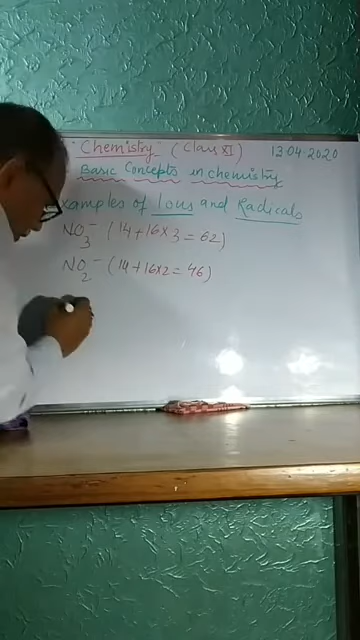 "Chemistry" (Class XI) 13.04.2020
Basic Concepts in chemistry
xamples of Ions and Radicals
NO3- (14+16×3=62)
NO2- (14+16×2=46)